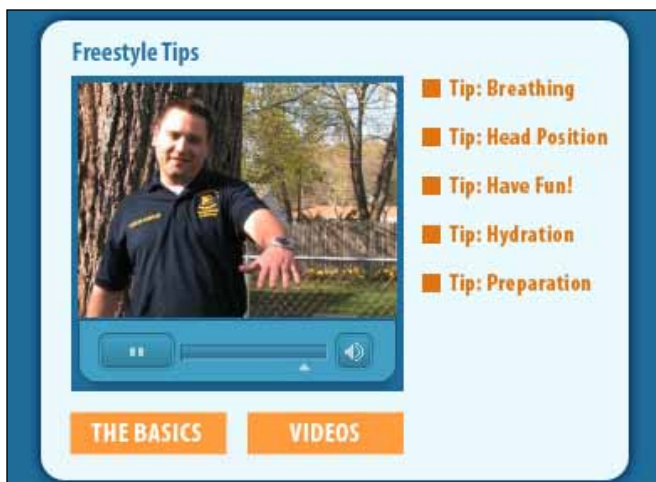 Freestyle Tips
Tip: Breathing
Tip: Head Position
Tip: Have Fun!
Tip: Hydration
Tip: Preparation
THE BASICS
VIDEOS